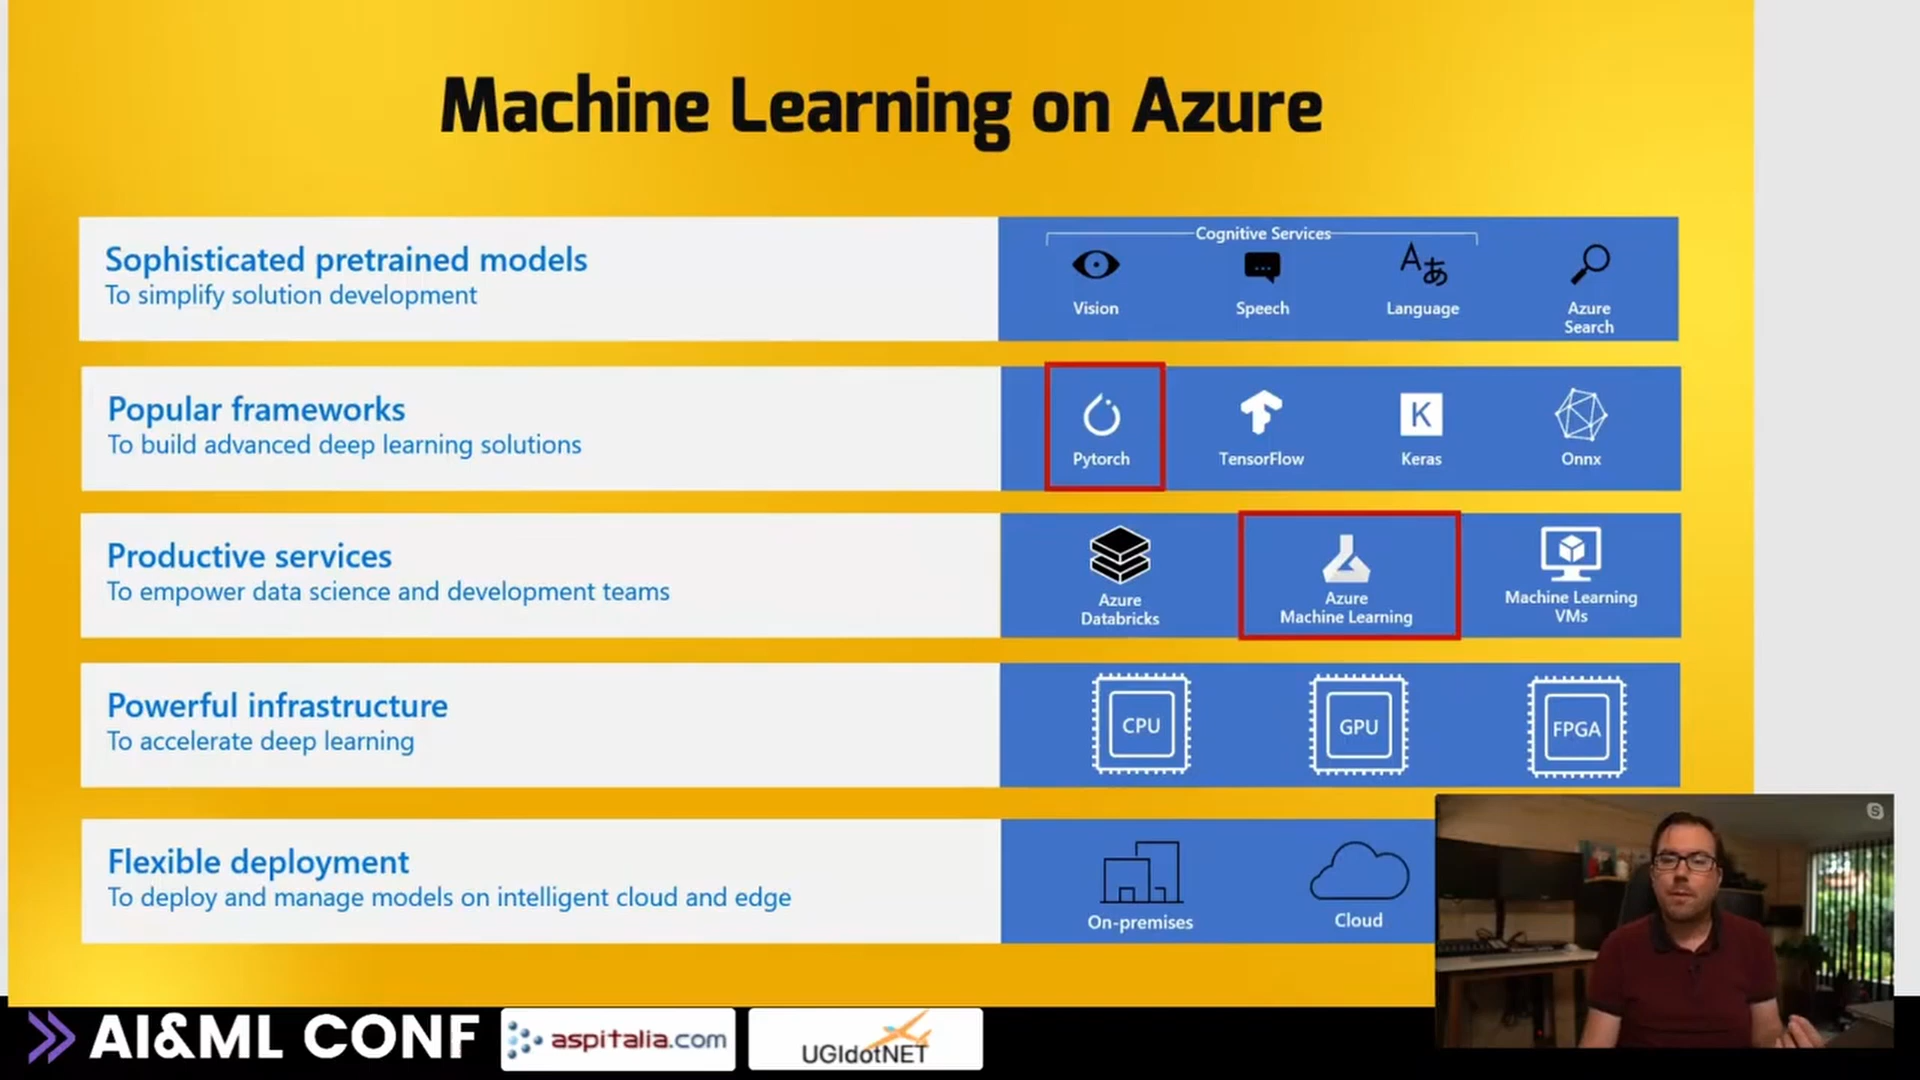 Machine Learning on Azure
Sophisticated pretrained models
To simplify solution development
Cognitive Services
Vision
Speech
Language
Azure
Search
Popular frameworks
To build advanced deep learning solutions
Pytorch
TensorFlow
K
Keras
Onnx
Productive services
To empower data science and development teams
Azure
Databricks
Azure
Machine Learning
Machine Learning
VMs
Powerful infrastructure
To accelerate deep learning
CPU
GPU
FPGA
Flexible deployment
To deploy and manage models on intelligent cloud and edge
On-premises
Cloud
AI&ML CONF
aspitalia.com
UGIdotNET